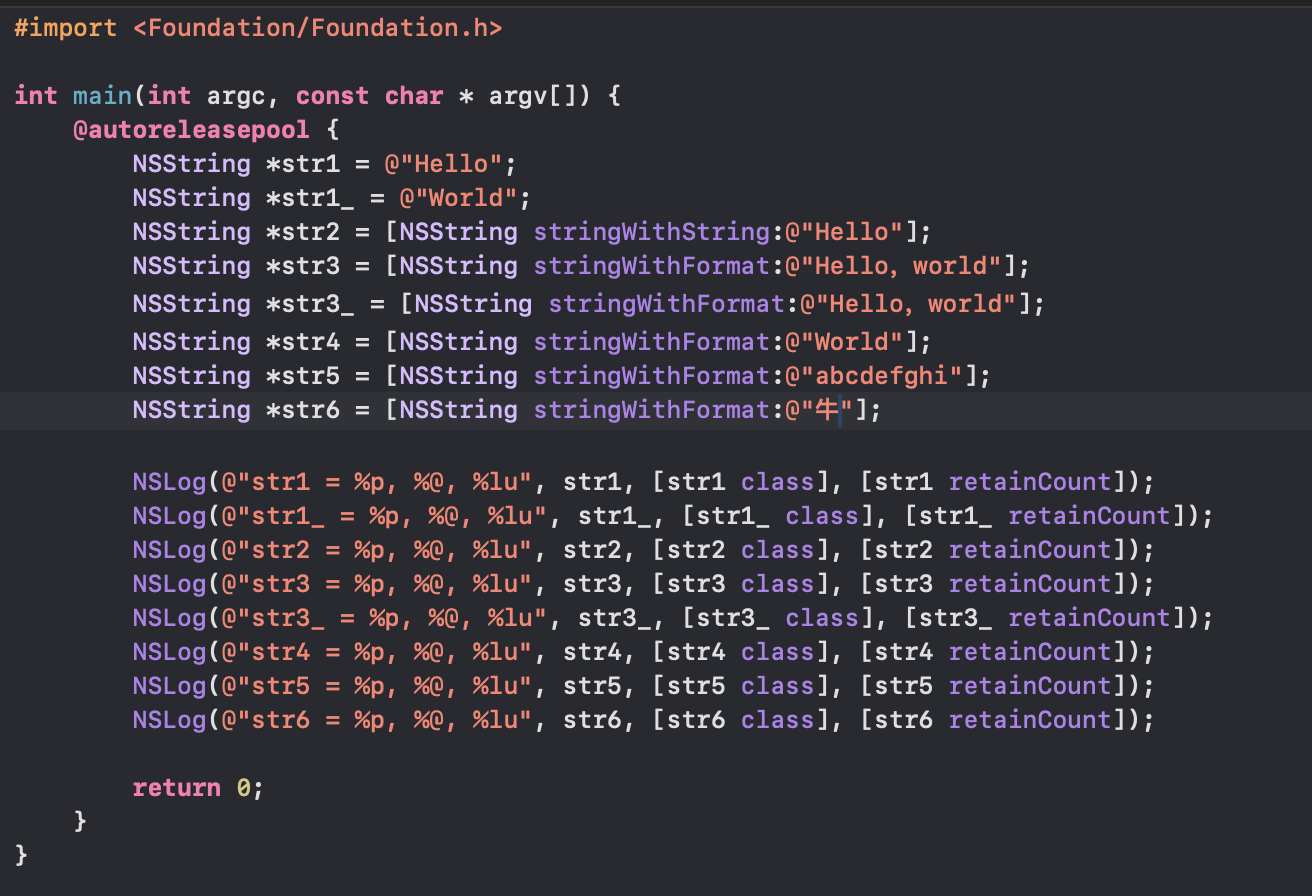 #import <Foundation/Foundation.h>
int main(int argc, const char * argv[]) {
@autoreleasepool {
NSString *str1 = @"Hello";
NSString *str1_ = @"World";
NSString *str2 = [NSString stringWithString:@"Hello"];
NSString *str3 = [NSString stringWithFormat:@"Hello，world"];
NSString *str3_ = [NSString stringWithFormat:@"Hello，world"];
NSString *str4 = [NSString stringWithFormat:@"World"];
NSString *str5 = [NSString stringWithFormat:@"abcdefghi"];
NSString *str6 = [NSString stringWithFormat:@"牛"];
NSLog(@"str1 = %p, %@, %lu", str1, [str1 class], [str1 retainCount]);
NSLog(@"str1_ = %p, %@, %lu", str1_, [str1_ class], [str1_ retainCount]);
NSLog(@"str2 = %p, %@, %lu", str2, [str2 class], [str2 retainCount]);
NSLog(@"str3 = %p, %@, %lu", str3, [str3 class], [str3 retainCount]);
NSLog(@"str3_ = %p, %@, %lu", str3_, [str3_ class], [str3_ retainCount]);
NSLog(@"str4 = %p, %@, %lu", str4, [str4 class], [str4 retainCount]);
NSLog(@"str5 = %p, %@, %lu", str5, [str5 class], [str5 retainCount]);
NSLog(@"str6 = %p, %@, %lu", str6, [str6 class], [str6 retainCount]);
return 0;
}
}